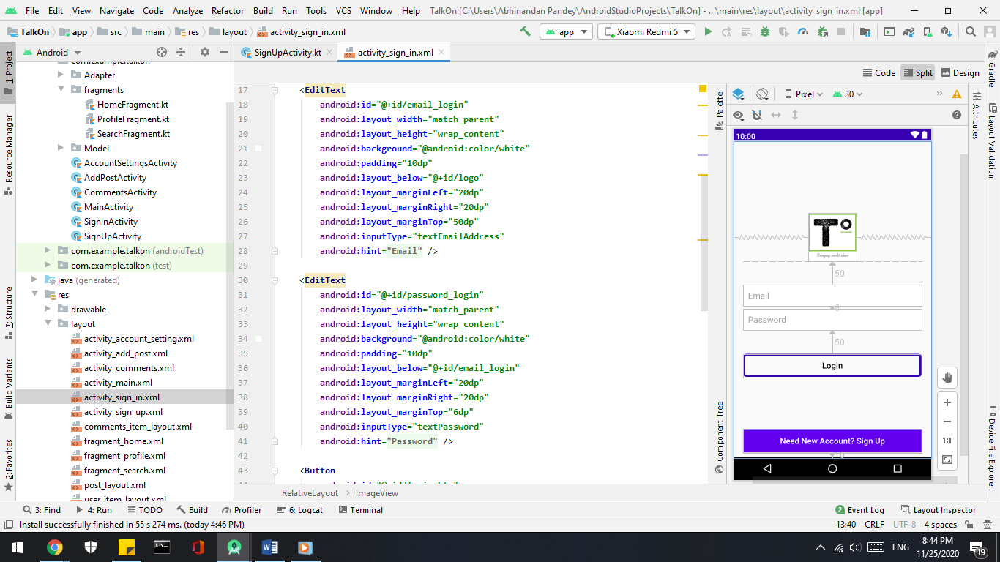 File Edit View Navigate Code Analyze Refactor Build Run Tools VCS Window Help TalkOn [C:\Users\Abhinandan Pandey\AndroidStudioProjects\TalkOn] - ...\main\res\layout\activity_sign_in.xml [app]
TalkOn app src main res layout activity_sign_in.xml app Xiaomi Redmi 5
1: Project
Resource Manager
7: Structure
Build Variants
2: Favorites
Android
Adapter
fragments
HomeFragment.kt
ProfileFragment.kt
SearchFragment.kt
Model
AccountSettingsActivity
AddPostActivity
CommentsActivity
MainActivity
SignInActivity
SignUpActivity
com.example.talkon (androidTest)
com.example.talkon (test)
java (generated)
res
drawable
layout
activity_account_setting.xml
activity_add_post.xml
activity_comments.xml
activity_main.xml
activity_sign_in.xml
activity_sign_up.xml
comments_item_layout.xml
fragment_home.xml
fragment_profile.xml
fragment_search.xml
post_layout.xml
user_item_layout.xml
SignUpActivity.kt activity_sign_in.xml
Code Split Design
17 <EditText
18 android:id="@+id/email_login"
19 android:layout_width="match_parent"
20 android:layout_height="wrap_content"
21 android:background="@android:color/white"
22 android:padding="10dp"
23 android:layout_below="@+id/logo"
24 android:layout_marginLeft="20dp"
25 android:layout_marginRight="20dp"
26 android:layout_marginTop="50dp"
27 android:inputType="textEmailAddress"
28 android:hint="Email" />
29
30 <EditText
31 android:id="@+id/password_login"
32 android:layout_width="match_parent"
33 android:layout_height="wrap_content"
34 android:background="@android:color/white"
35 android:padding="10dp"
36 android:layout_below="@+id/email_login"
37 android:layout_marginLeft="20dp"
38 android:layout_marginRight="20dp"
39 android:layout_marginTop="6dp"
40 android:inputType="textPassword"
41 android:hint="Password" />
42
43 <Button
RelativeLayout > ImageView
Palette
Component Tree
Pixel 30
10:00
TO
50
Email
6
Password
50
Login
Need New Account? Sign Up
10
1:1
Attributes
Gradle
Layout Validation
Device File Explorer
3: Find 4: Run TODO Build Profiler 6: Logcat Terminal 2 Event Log Layout Inspector
Install successfully finished in 55 s 274 ms. (today 4:46 PM) 13:40 CRLF UTF-8 4 spaces
ENG 8:44 PM
11/25/2020
19